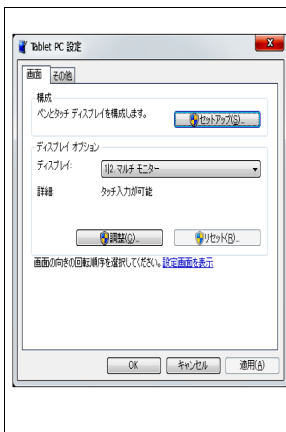 Tablet PC 設定
画面 その他
構成
ペンとタッチ ディスプレイを構成します。 セットアップ(S)...
ディスプレイ オプション
ディスプレイ: 1|2. マルチ モニター
詳細: タッチ入力が可能
調整(C)... リセット(R)...
画面の向きの回転順序を選択してください。設定画面を表示
OK キャンセル 適用(A)